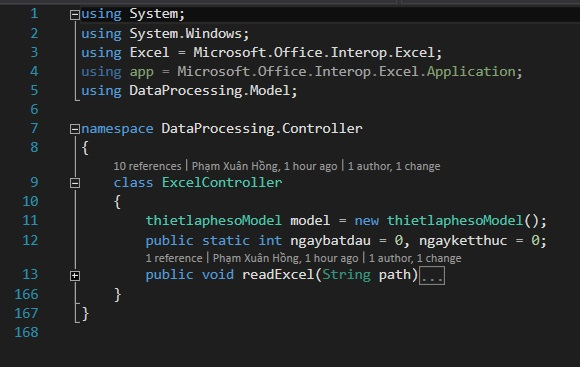 1 using System;
2 using System.Windows;
3 using Excel = Microsoft.Office.Interop.Excel;
4 using app = Microsoft.Office.Interop.Excel.Application;
5 using DataProcessing.Model;
6
7 namespace DataProcessing.Controller
8 {
10 references | Phạm Xuân Hồng, 1 hour ago | 1 author, 1 change
9 class ExcelController
10 {
11 thietlaphesoModel model = new thietlaphesoModel();
12 public static int ngaybatdau = 0, ngayketthuc = 0;
1 reference | Phạm Xuân Hồng, 1 hour ago | 1 author, 1 change
13 public void readExcel(String path)...
166 }
167 }
168